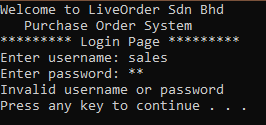 Welcome to LiveOrder Sdn Bhd
Purchase Order System
********* Login Page *********
Enter username: sales
Enter password: **
Invalid username or password
Press any key to continue . . .